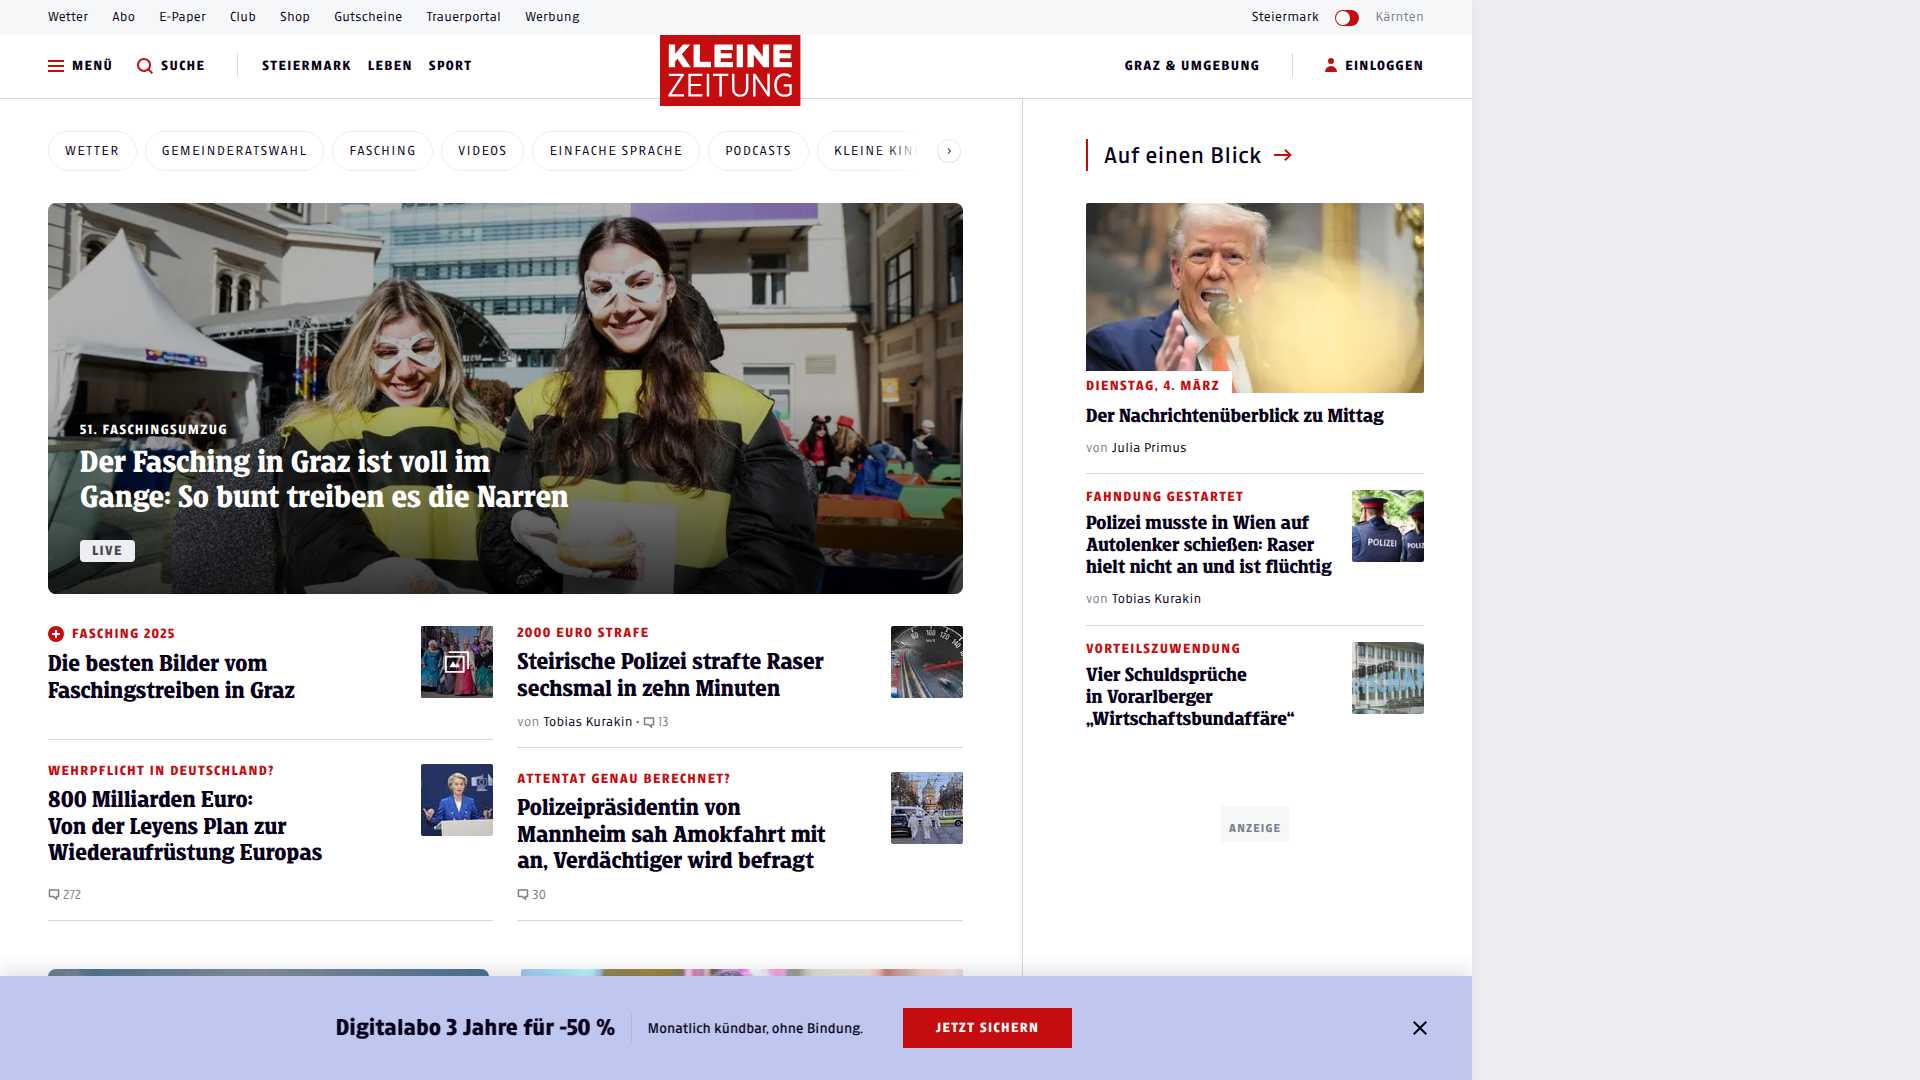 Wetter Abo E-Paper Club Shop Gutscheine Trauerportal Werbung Steiermark Kärnten
MENÜ SUCHE STEIERMARK LEBEN SPORT KLEINE ZEITUNG GRAZ & UMGEBUNG EINLOGGEN
WETTER GEMEINDERATSWAHL FASCHING VIDEOS EINFACHE SPRACHE PODCASTS KLEINE KIN
51. FASCHINGSUMZUG
Der Fasching in Graz ist voll im
Gange: So bunt treiben es die Narren
LIVE
FASCHING 2025
Die besten Bilder vom
Faschingstreiben in Graz
2000 EURO STRAFE
Steirische Polizei strafte Raser
sechsmal in zehn Minuten
von Tobias Kurakin • 13
WEHRPFLICHT IN DEUTSCHLAND?
800 Milliarden Euro:
Von der Leyens Plan zur
Wiederaufrüstung Europas
272
ATTENTAT GENAU BERECHNET?
Polizeipräsidentin von
Mannheim sah Amokfahrt mit
an, Verdächtiger wird befragt
30
Auf einen Blick
DIENSTAG, 4. MÄRZ
Der Nachrichtenüberblick zu Mittag
von Julia Primus
FAHNDUNG GESTARTET
Polizei musste in Wien auf
Autolenker schießen: Raser
hielt nicht an und ist flüchtig
von Tobias Kurakin
POLIZEI
VORTEILSZUWENDUNG
Vier Schuldsprüche
in Vorarlberger
„Wirtschaftsbundaffäre“
ANZEIGE
Digitalabo 3 Jahre für -50 % Monatlich kündbar, ohne Bindung. JETZT SICHERN